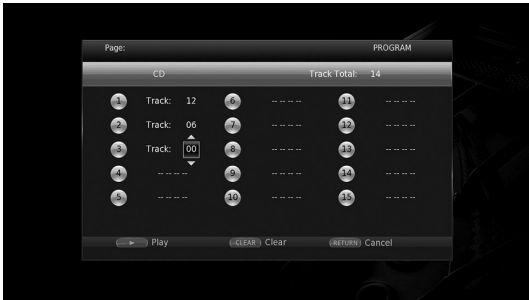 Page: PROGRAM
CD Track Total: 14
1 Track: 12 6 -- -- -- -- 11 -- -- -- --
2 Track: 06 7 -- -- -- -- 12 -- -- -- --
3 Track: 00 8 -- -- -- -- 13 -- -- -- --
4 -- -- -- -- 9 -- -- -- -- 14 -- -- -- --
5 -- -- -- -- 10 -- -- -- -- 15 -- -- -- --
Play CLEAR Clear RETURN Cancel